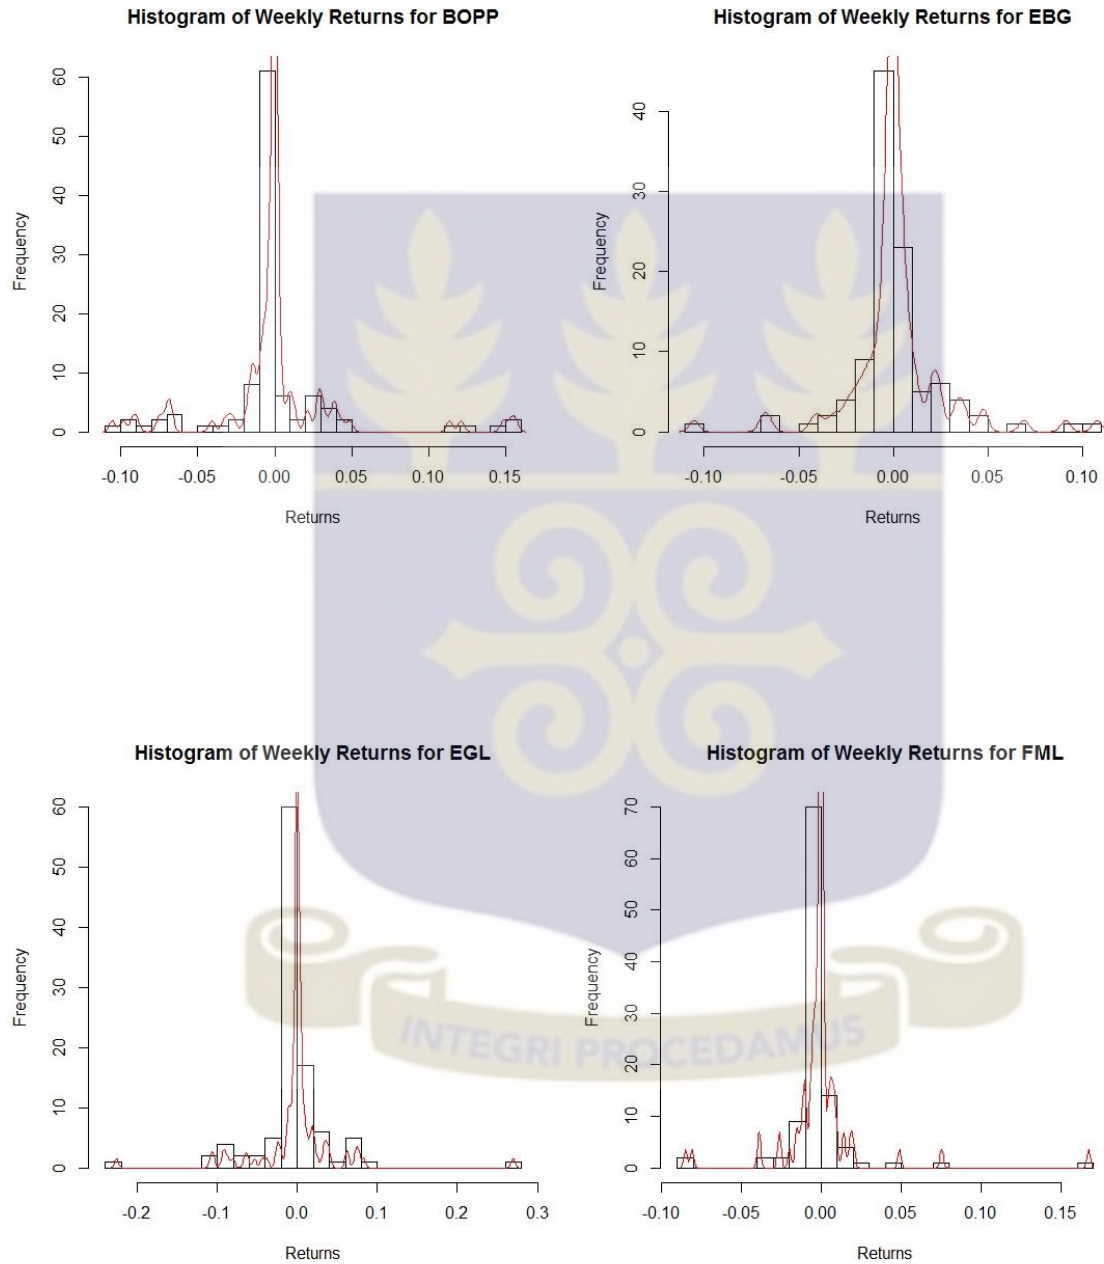 Histogram of Weekly Returns for BOPP
Frequency
60
50
40
30
20
10
0
-0.10 -0.05 0.00 0.05 0.10 0.15
Returns
Histogram of Weekly Returns for EBG
Frequency
40
30
20
10
0
-0.10 -0.05 0.00 0.05 0.10
Returns
Histogram of Weekly Returns for EGL
Frequency
60
50
40
30
20
10
0
-0.2 -0.1 0.0 0.1 0.2 0.3
Returns
Histogram of Weekly Returns for FML
Frequency
70
60
50
40
30
20
10
0
-0.10 -0.05 0.00 0.05 0.10 0.15
Returns
INTEGRI PROCEDAMUS